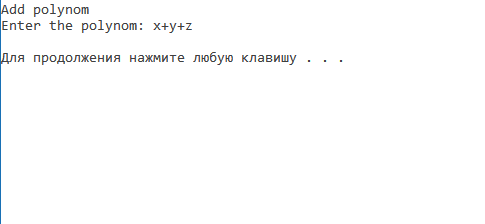 Add polynom
Enter the polynom: x+y+z
Для продолжения нажмите любую клавишу . . .